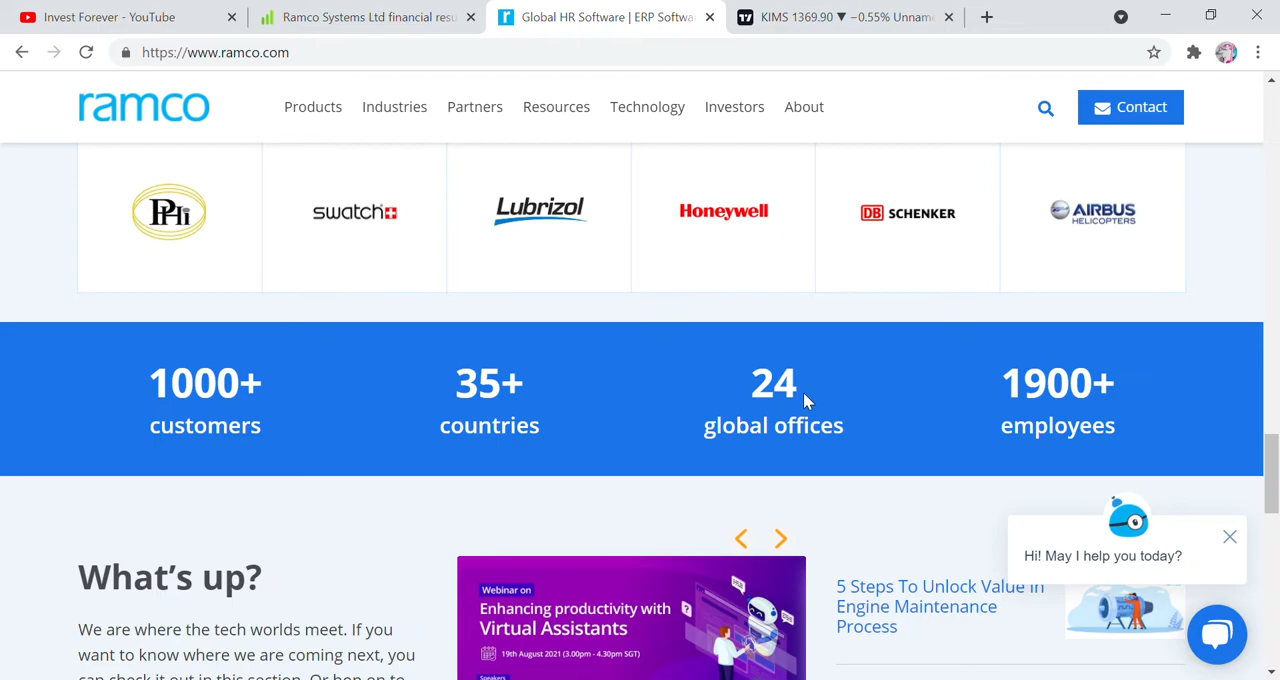 Invest Forever - YouTube
Ramco Systems Ltd financial resu
Global HR Software | ERP Softwa
KIMS 1369.90 ▼ −0.55% Unnam
https://www.ramco.com
ramco
Products
Industries
Partners
Resources
Technology
Investors
About
Contact
PHi
swatch
Lubrizol
Honeywell
DB SCHENKER
AIRBUS
HELICOPTERS
1000+
customers
35+
countries
24
global offices
1900+
employees
Hi! May I help you today?
What's up?
We are where the tech worlds meet. If you
want to know where we are coming next, you
can check it out in this section. Or hop on to
Webinar on
Enhancing productivity with
Virtual Assistants
19th August 2021 (3.00pm - 4.30pm SGT)
Speakers
5 Steps To Unlock Value in
Engine Maintenance
Process